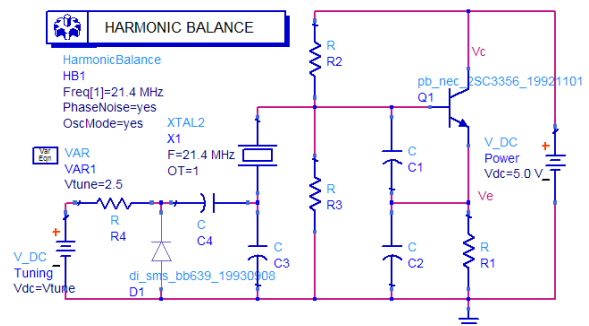 HARMONIC BALANCE
HarmonicBalance
HB1
Freq[1]=21.4 MHz
PhaseNoise=yes
OscMode=yes
Var
Eqn
VAR
VAR1
Vtune=2.5
XTAL2
X1
F=21.4 MHz
OT=1
R
R2
Vc
pb_nec_2SC3356_19921101
Q1
C
C1
V_DC
Power
Vdc=5.0 V
R
R3
Ve
R
R4
C
C4
C
C3
C
C2
R
R1
V_DC
Tuning
Vdc=Vtune
di_sms_bb639_19930908
D1